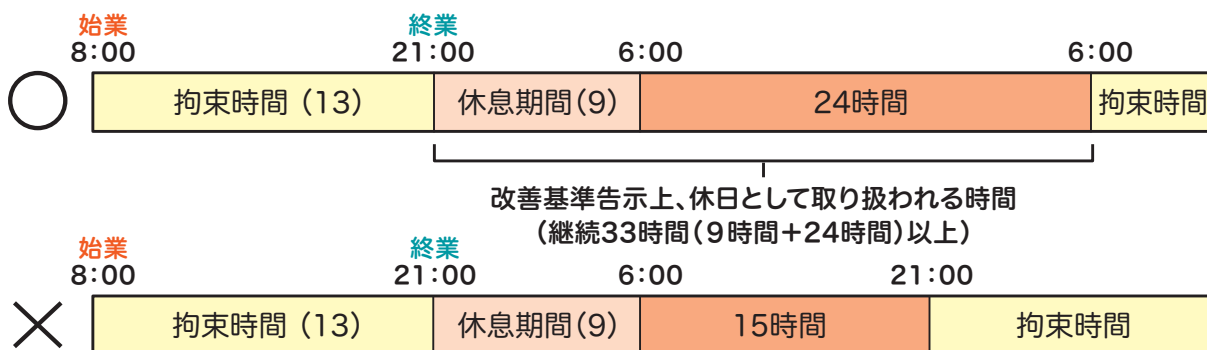 始業 終業
8:00 21:00 6:00 6:00
拘束時間（13） 休息期間（9） 24時間 拘束時間
改善基準告示上、休日として取り扱われる時間
（継続33時間（9時間＋24時間）以上）
始業 終業
8:00 21:00 6:00 21:00
拘束時間（13） 休息期間（9） 15時間 拘束時間